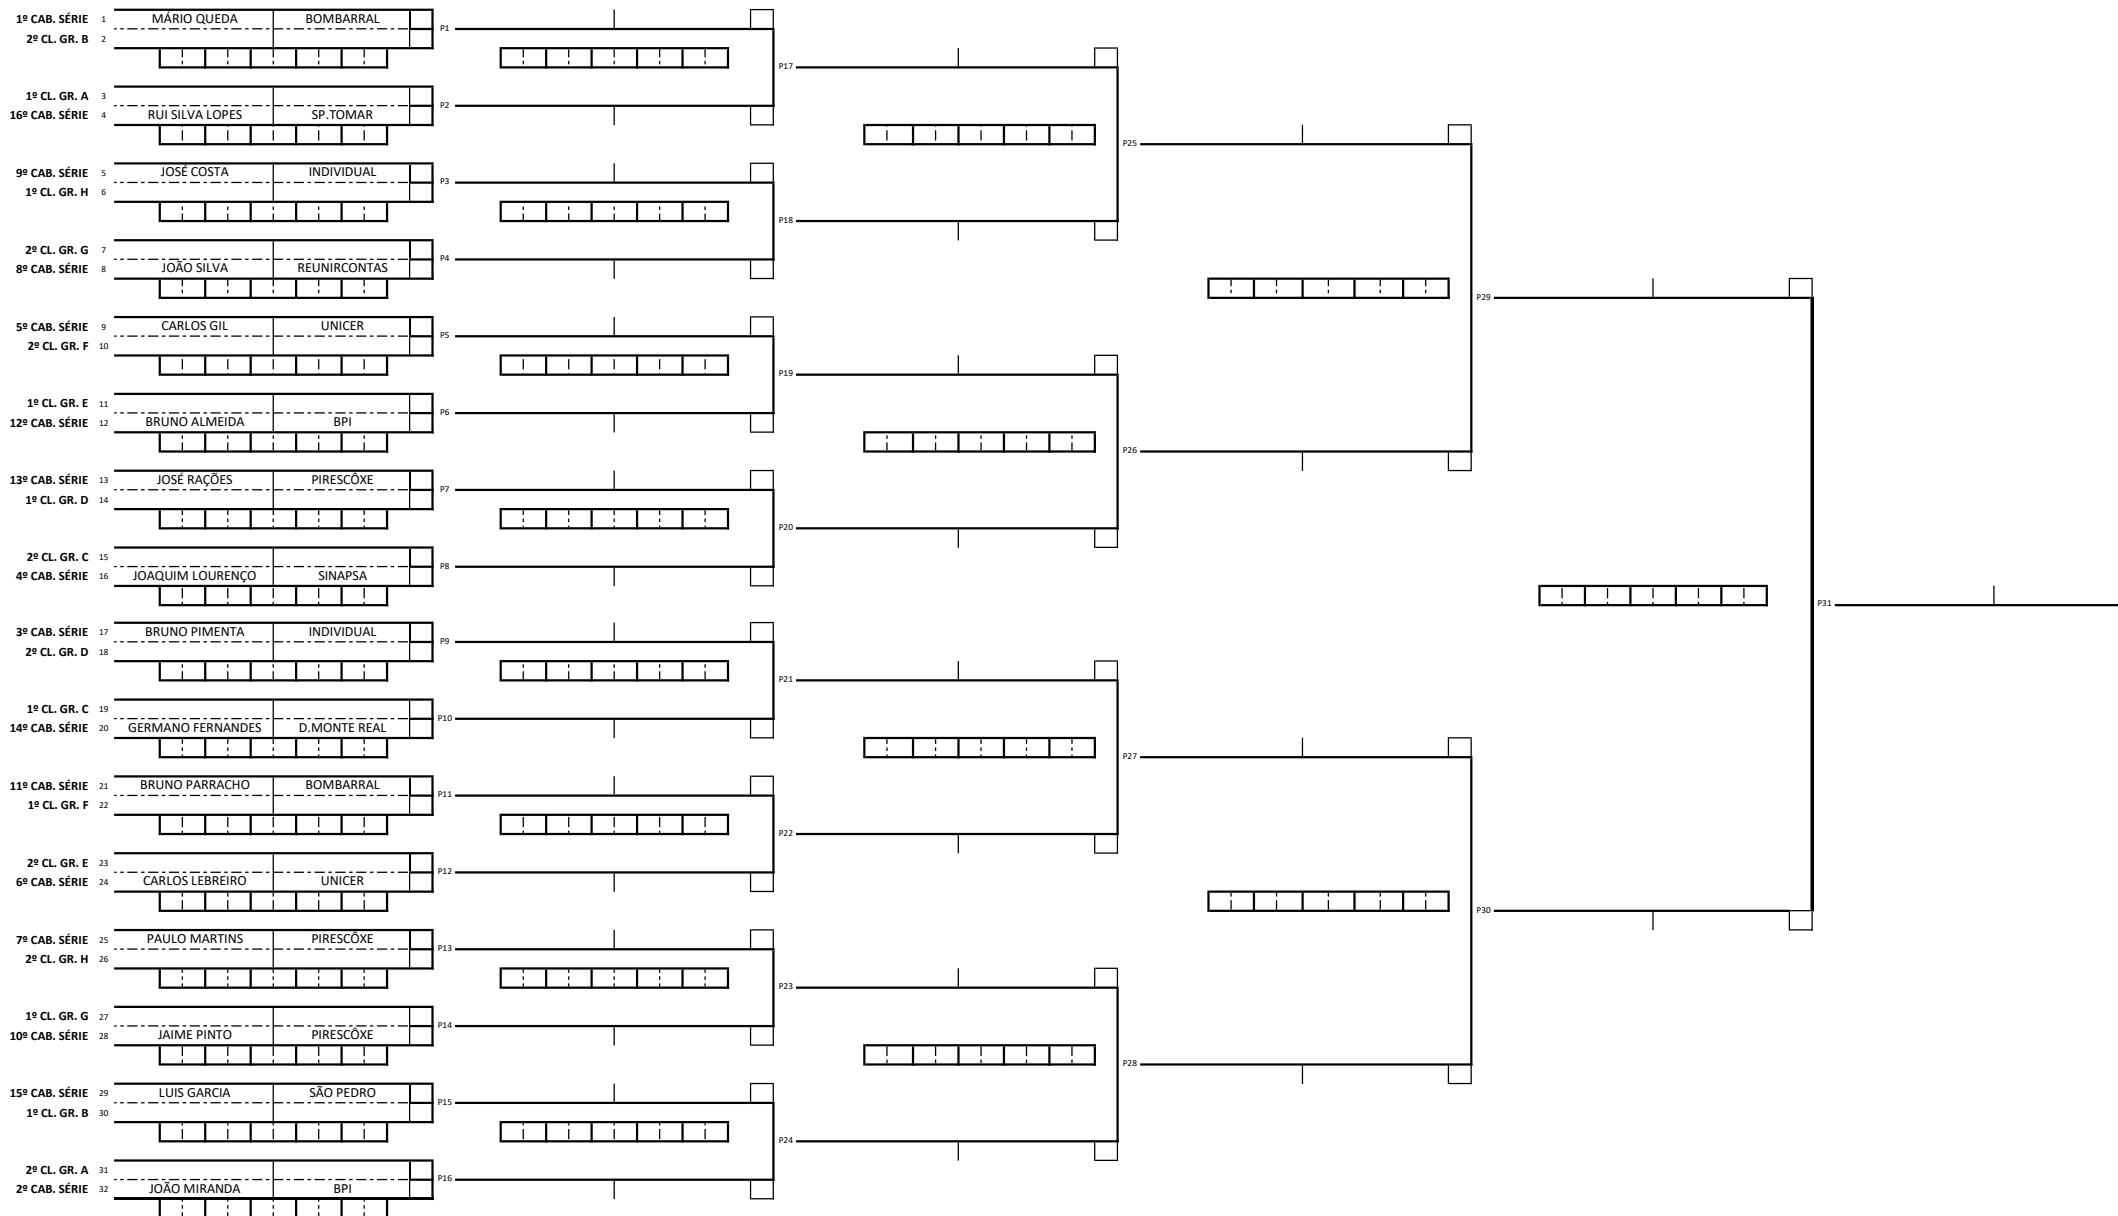 1º CAB. SÉRIE 1 MÁRIO QUEDA BOMBARRAL
P1
2º CL. GR. B 2
P17
1º CL. GR. A 3
P2
16º CAB. SÉRIE 4 RUI SILVA LOPES SP.TOMAR
P25
9º CAB. SÉRIE 5 JOSÉ COSTA INDIVIDUAL
P3
1º CL. GR. H 6
P18
2º CL. GR. G 7
P4
8º CAB. SÉRIE 8 JOÃO SILVA REUNIRCONTAS
P29
5º CAB. SÉRIE 9 CARLOS GIL UNICER
P5
2º CL. GR. F 10
P19
1º CL. GR. E 11
P6
12º CAB. SÉRIE 12 BRUNO ALMEIDA BPI
P26
13º CAB. SÉRIE 13 JOSÉ RAÇÕES PIRESCÔXE
P7
1º CL. GR. D 14
P20
2º CL. GR. C 15
P8
4º CAB. SÉRIE 16 JOAQUIM LOURENÇO SINAPSA
P31
3º CAB. SÉRIE 17 BRUNO PIMENTA INDIVIDUAL
P9
2º CL. GR. D 18
P21
1º CL. GR. C 19
P10
14º CAB. SÉRIE 20 GERMANO FERNANDES D.MONTE REAL
P27
11º CAB. SÉRIE 21 BRUNO PARRACHO BOMBARRAL
P11
1º CL. GR. F 22
P22
2º CL. GR. E 23
P12
6º CAB. SÉRIE 24 CARLOS LEBREIRO UNICER
P30
7º CAB. SÉRIE 25 PAULO MARTINS PIRESCÔXE
P13
2º CL. GR. H 26
P23
1º CL. GR. G 27
P14
10º CAB. SÉRIE 28 JAIME PINTO PIRESCÔXE
P28
15º CAB. SÉRIE 29 LUIS GARCIA SÃO PEDRO
P15
1º CL. GR. B 30
P24
2º CL. GR. A 31
P16
2º CAB. SÉRIE 32 JOÃO MIRANDA BPI